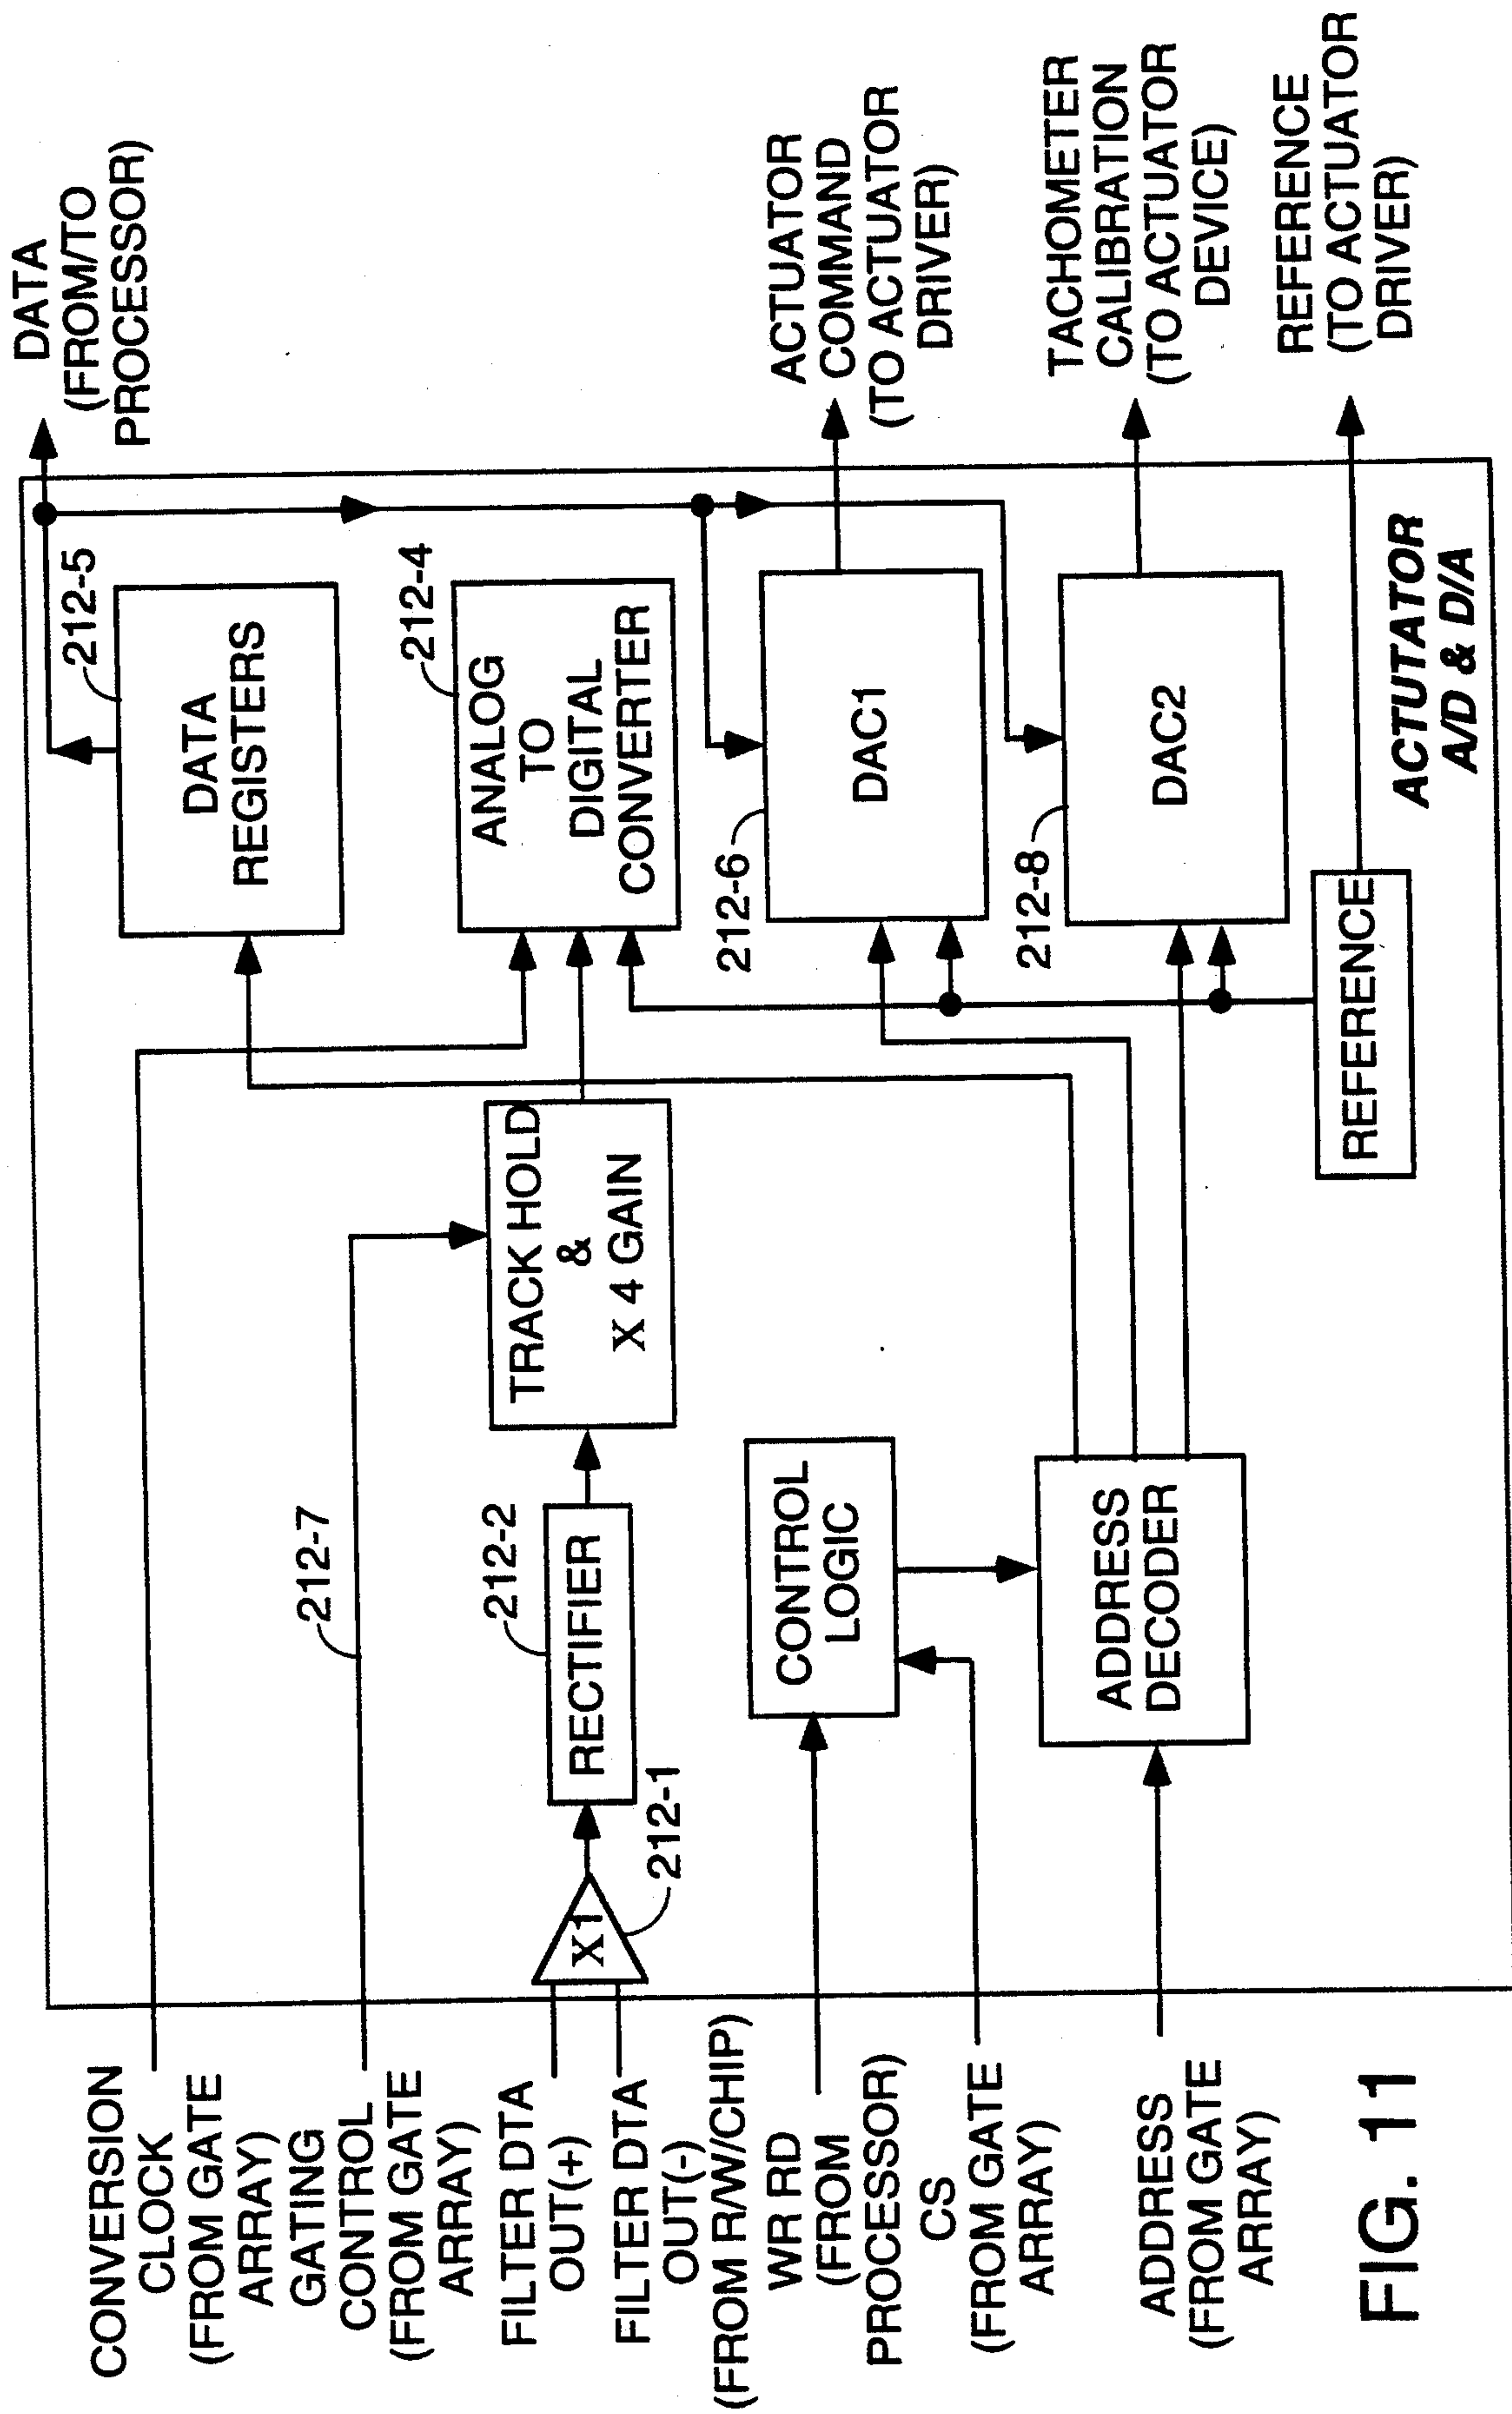 CONVERSION
CLOCK
(FROM GATE
ARRAY)
GATING
CONTROL
(FROM GATE
ARRAY)
FILTER DTA
OUT(+)
FILTER DTA
OUT(-)
(FROM R/W/CHIP)
WR RD
(FROM
PROCESSOR)
CS
(FROM GATE
ARRAY)
ADDRESS
(FROM GATE
ARRAY)
212-7
X1
212-1
212-2
RECTIFIER
TRACK HOLD
&
X 4 GAIN
CONTROL
LOGIC
ADDRESS
DECODER
212-5
DATA
REGISTERS
212-4
ANALOG
TO
DIGITAL
CONVERTER
212-6
DAC1
212-8
DAC2
REFERENCE
ACTUTATOR
A/D & D/A
DATA
(FROM/TO
PROCESSOR)
ACTUATOR
COMMAND
(TO ACTUATOR
DRIVER)
TACHOMETER
CALIBRATION
(TO ACTUATOR
DEVICE)
REFERENCE
(TO ACTUATOR
DRIVER)
FIG. 11